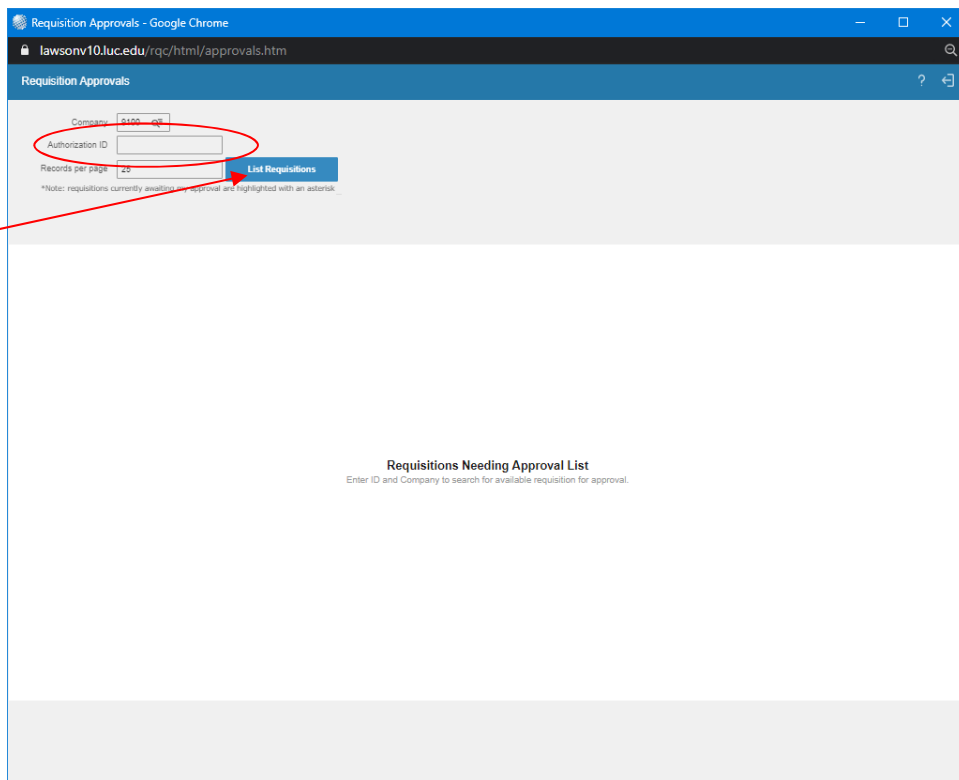 Requisition Approvals - Google Chrome
lawsonv10.luc.edu/rqc/html/approvals.htm
Requisition Approvals
?
Company 9100
Authorization ID
Records per page 25 List Requisitions
*Note: requisitions currently awaiting my approval are highlighted with an asterisk
Requisitions Needing Approval List
Enter ID and Company to search for available requisition for approval.